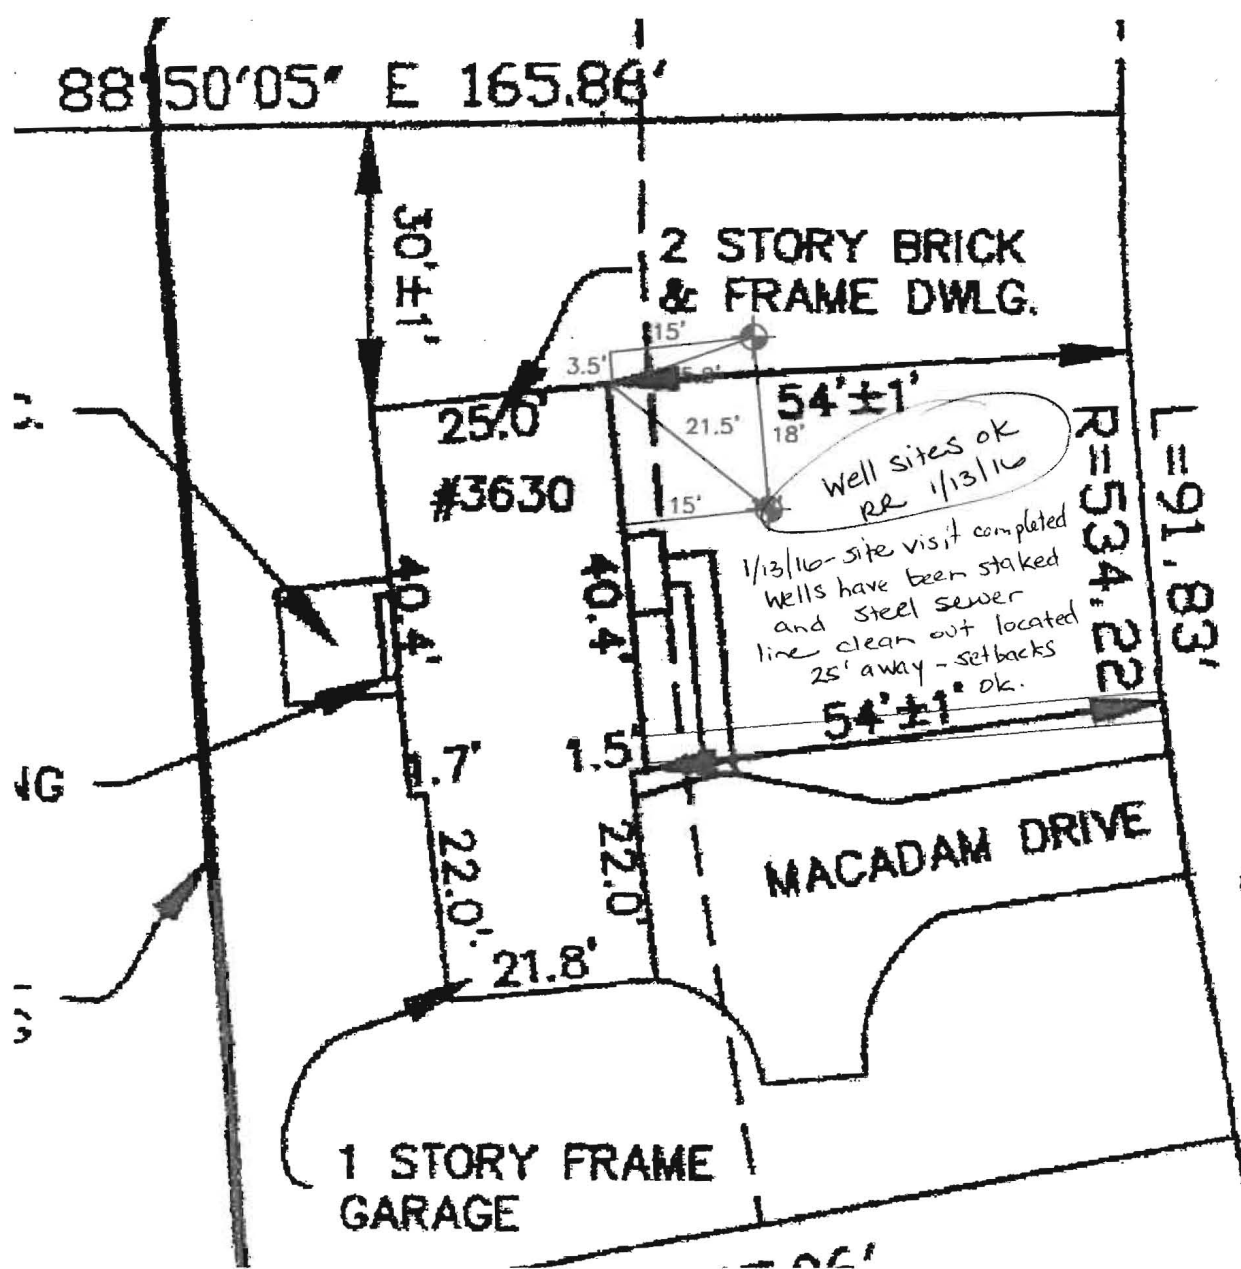 88°50'05" E 165.86'
30'±1'
2 STORY BRICK
& FRAME DWLG.
15'
3.5'
25.0'
54'±1'
21.5'
18'
#3630
15'
Well sites ok
RR 1/13/16
1/13/16-site visit completed
wells have been staked
and steel sewer
line clean out located
25' away - setbacks
ok.
L=91.83'
R=534.22
40.4'
40.4'
54'±1'
1.7'
1.5'
NG
22.0'
22.0'
MACADAM DRIVE
21.8'
1 STORY FRAME
GARAGE